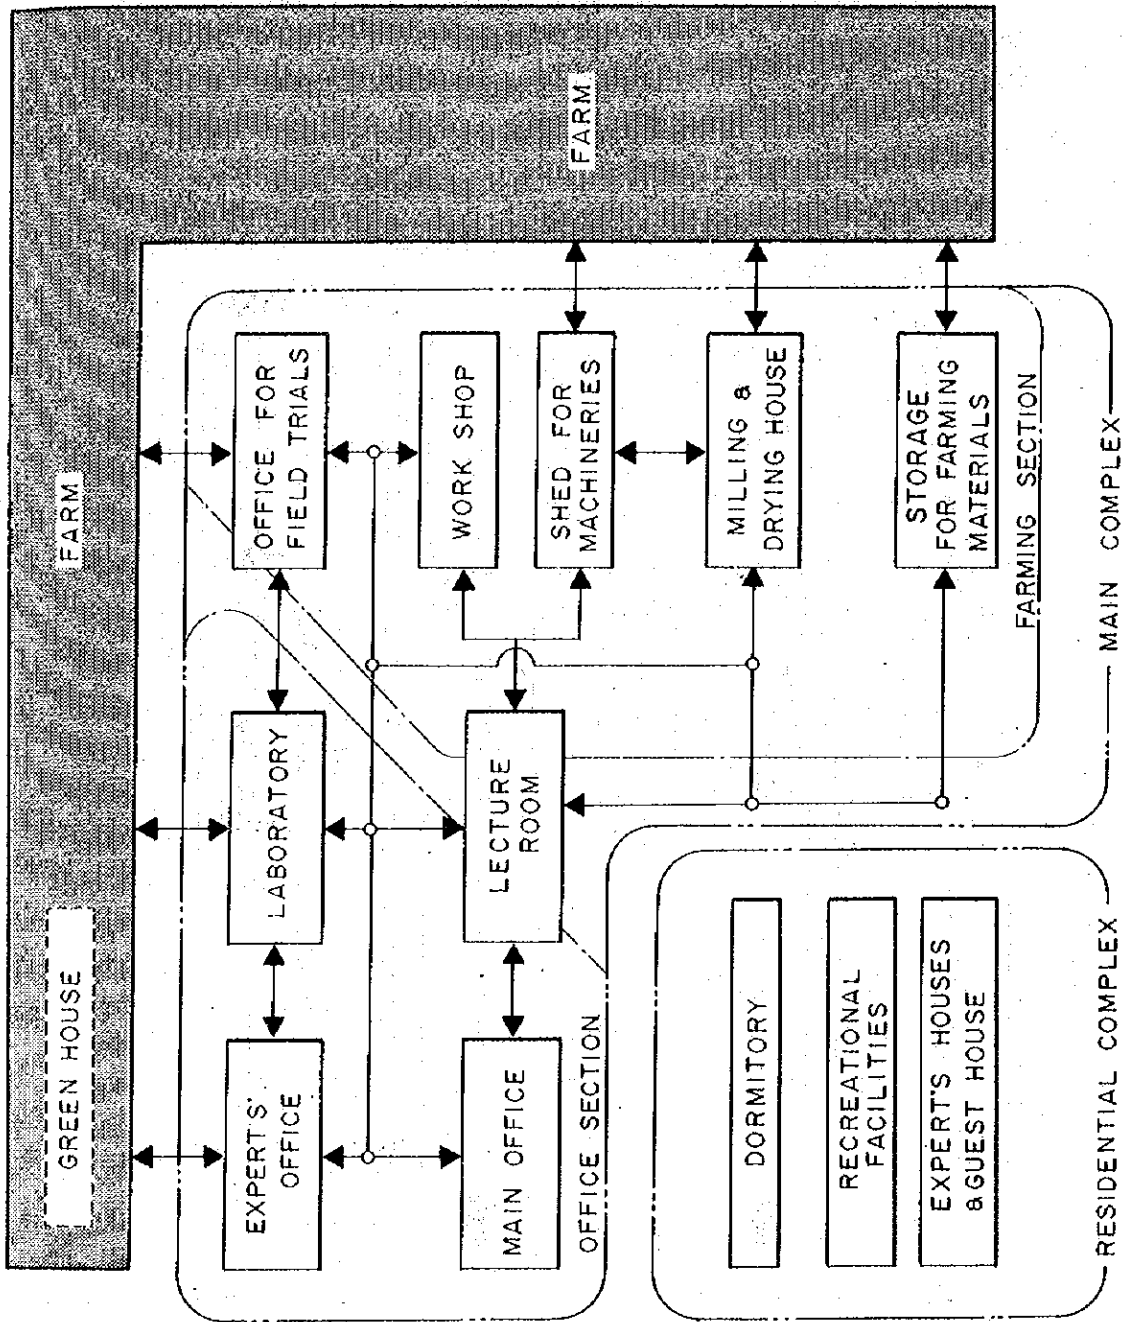 GREEN HOUSE
FARM
FARM
EXPERTS'
OFFICE
LABORATORY
OFFICE FOR
FIELD TRIALS
MAIN OFFICE
LECTURE
ROOM
WORK SHOP
SHED FOR
MACHINERIES
MILLING &
DRYING HOUSE
STORAGE
FOR FARMING
MATERIALS
OFFICE SECTION
FARMING SECTION
MAIN COMPLEX
DORMITORY
RECREATIONAL
FACILITIES
EXPERT'S HOUSES
& GUEST HOUSE
RESIDENTIAL COMPLEX